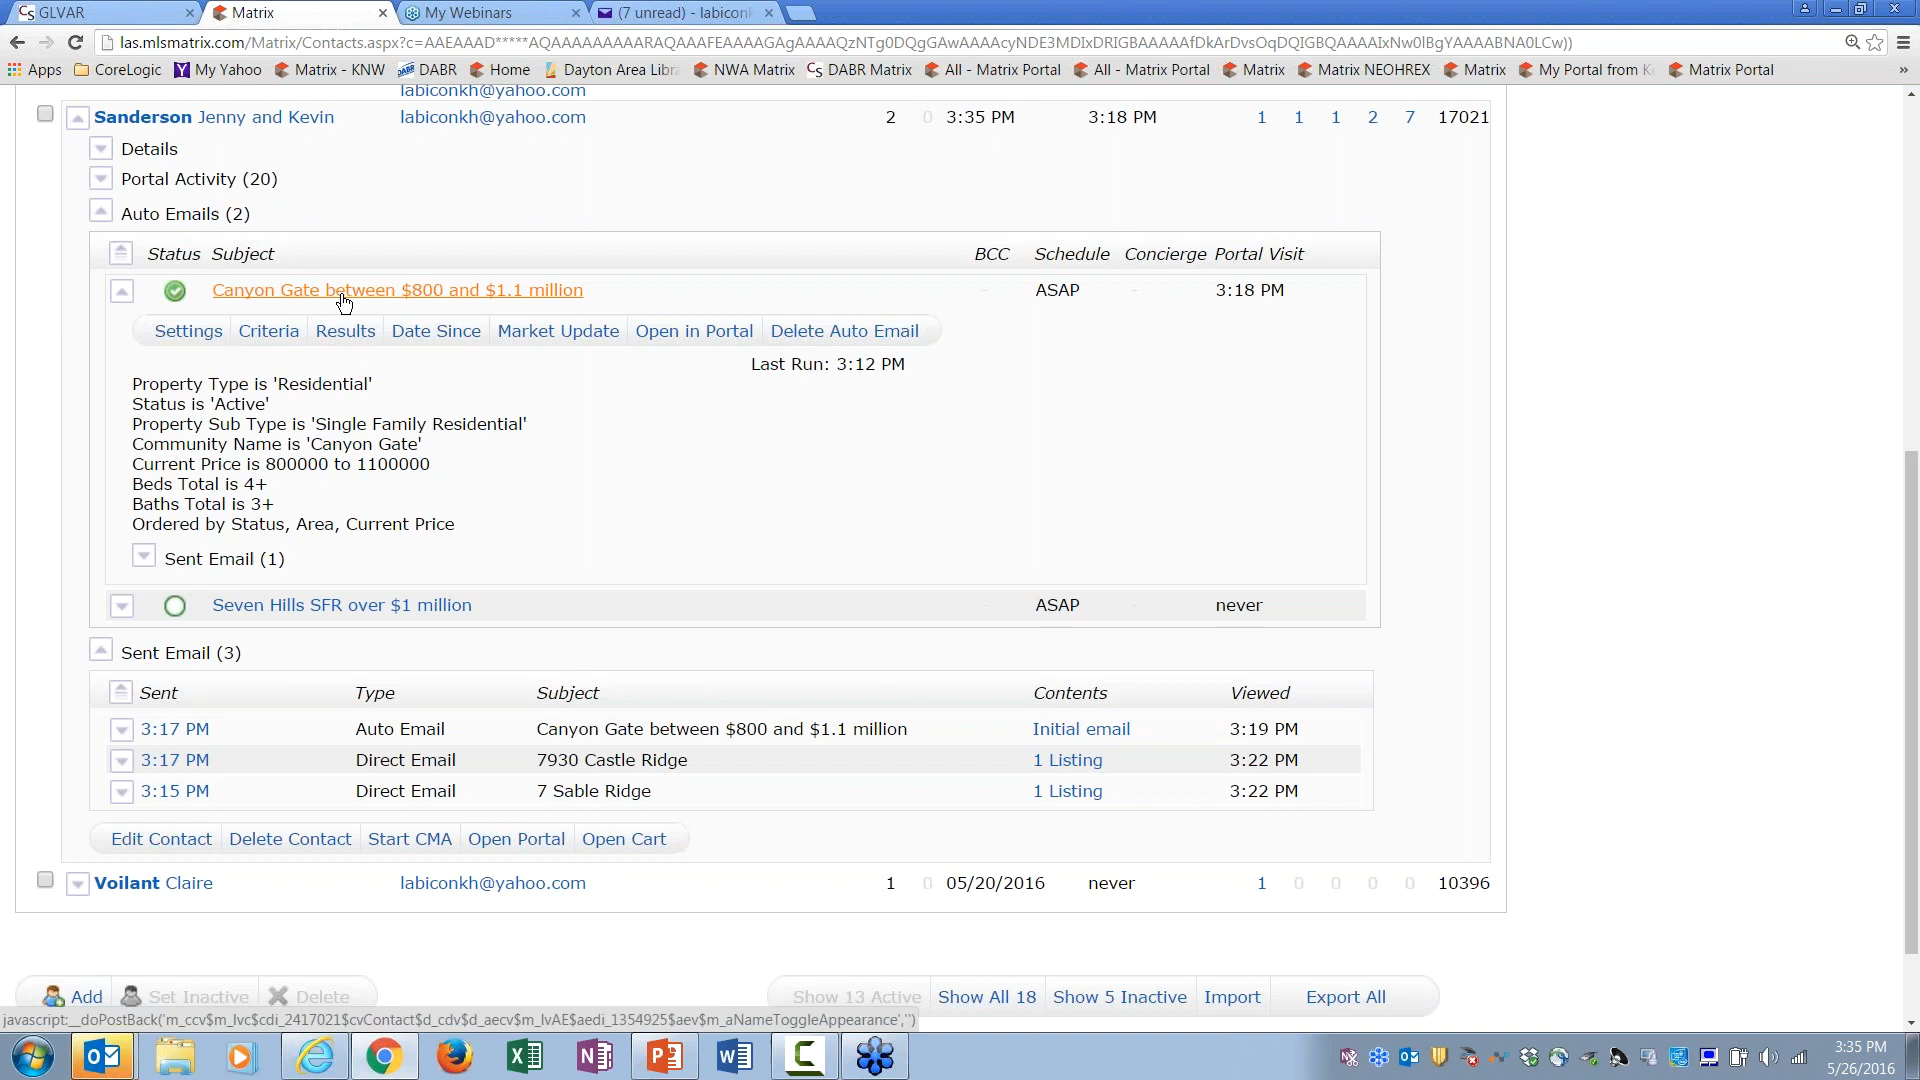 GLVAR
Matrix
My Webinars
(7 unread) - labiconk
las.mlsmatrix.com/Matrix/Contacts.aspx?c=AAEAAAD*****AQAAAAAAAAARAQAAAFEAAAAGAgAAAAQzNTg0DQgGAwAAAAcyNDE3MDIxDRIGBAAAAAfDkArDvsOqDQIGBQAAAAIxNw0lBgYAAAABNA0LCw))
Apps CoreLogic My Yahoo Matrix - KNW DABR Home Dayton Area Libra NWA Matrix DABR Matrix All - Matrix Portal All - Matrix Portal Matrix Matrix NEOHREX Matrix My Portal from K Matrix Portal »
labiconkh@yahoo.com
Sanderson Jenny and Kevin labiconkh@yahoo.com 2 0 3:35 PM 3:18 PM 1 1 1 2 7 17021
Details
Portal Activity (20)
Auto Emails (2)
Status Subject BCC Schedule Concierge Portal Visit
Canyon Gate between $800 and $1.1 million - ASAP - 3:18 PM
Settings Criteria Results Date Since Market Update Open in Portal Delete Auto Email
Last Run: 3:12 PM
Property Type is 'Residential'
Status is 'Active'
Property Sub Type is 'Single Family Residential'
Community Name is 'Canyon Gate'
Current Price is 800000 to 1100000
Beds Total is 4+
Baths Total is 3+
Ordered by Status, Area, Current Price
Sent Email (1)
Seven Hills SFR over $1 million - ASAP - never
Sent Email (3)
Sent Type Subject Contents Viewed
3:17 PM Auto Email Canyon Gate between $800 and $1.1 million Initial email 3:19 PM
3:17 PM Direct Email 7930 Castle Ridge 1 Listing 3:22 PM
3:15 PM Direct Email 7 Sable Ridge 1 Listing 3:22 PM
Edit Contact Delete Contact Start CMA Open Portal Open Cart
Voilant Claire labiconkh@yahoo.com 1 0 05/20/2016 never 1 0 0 0 0 10396
Add Set Inactive Delete Show 13 Active Show All 18 Show 5 Inactive Import Export All
javascript:__doPostBack('m_ccv$m_lvc$cdi_2417021$cvContact$d_cdv$d_aecv$m_lvAE$aedi_1354925$aev$m_aNameToggleAppearance','')
3:35 PM
5/26/2016